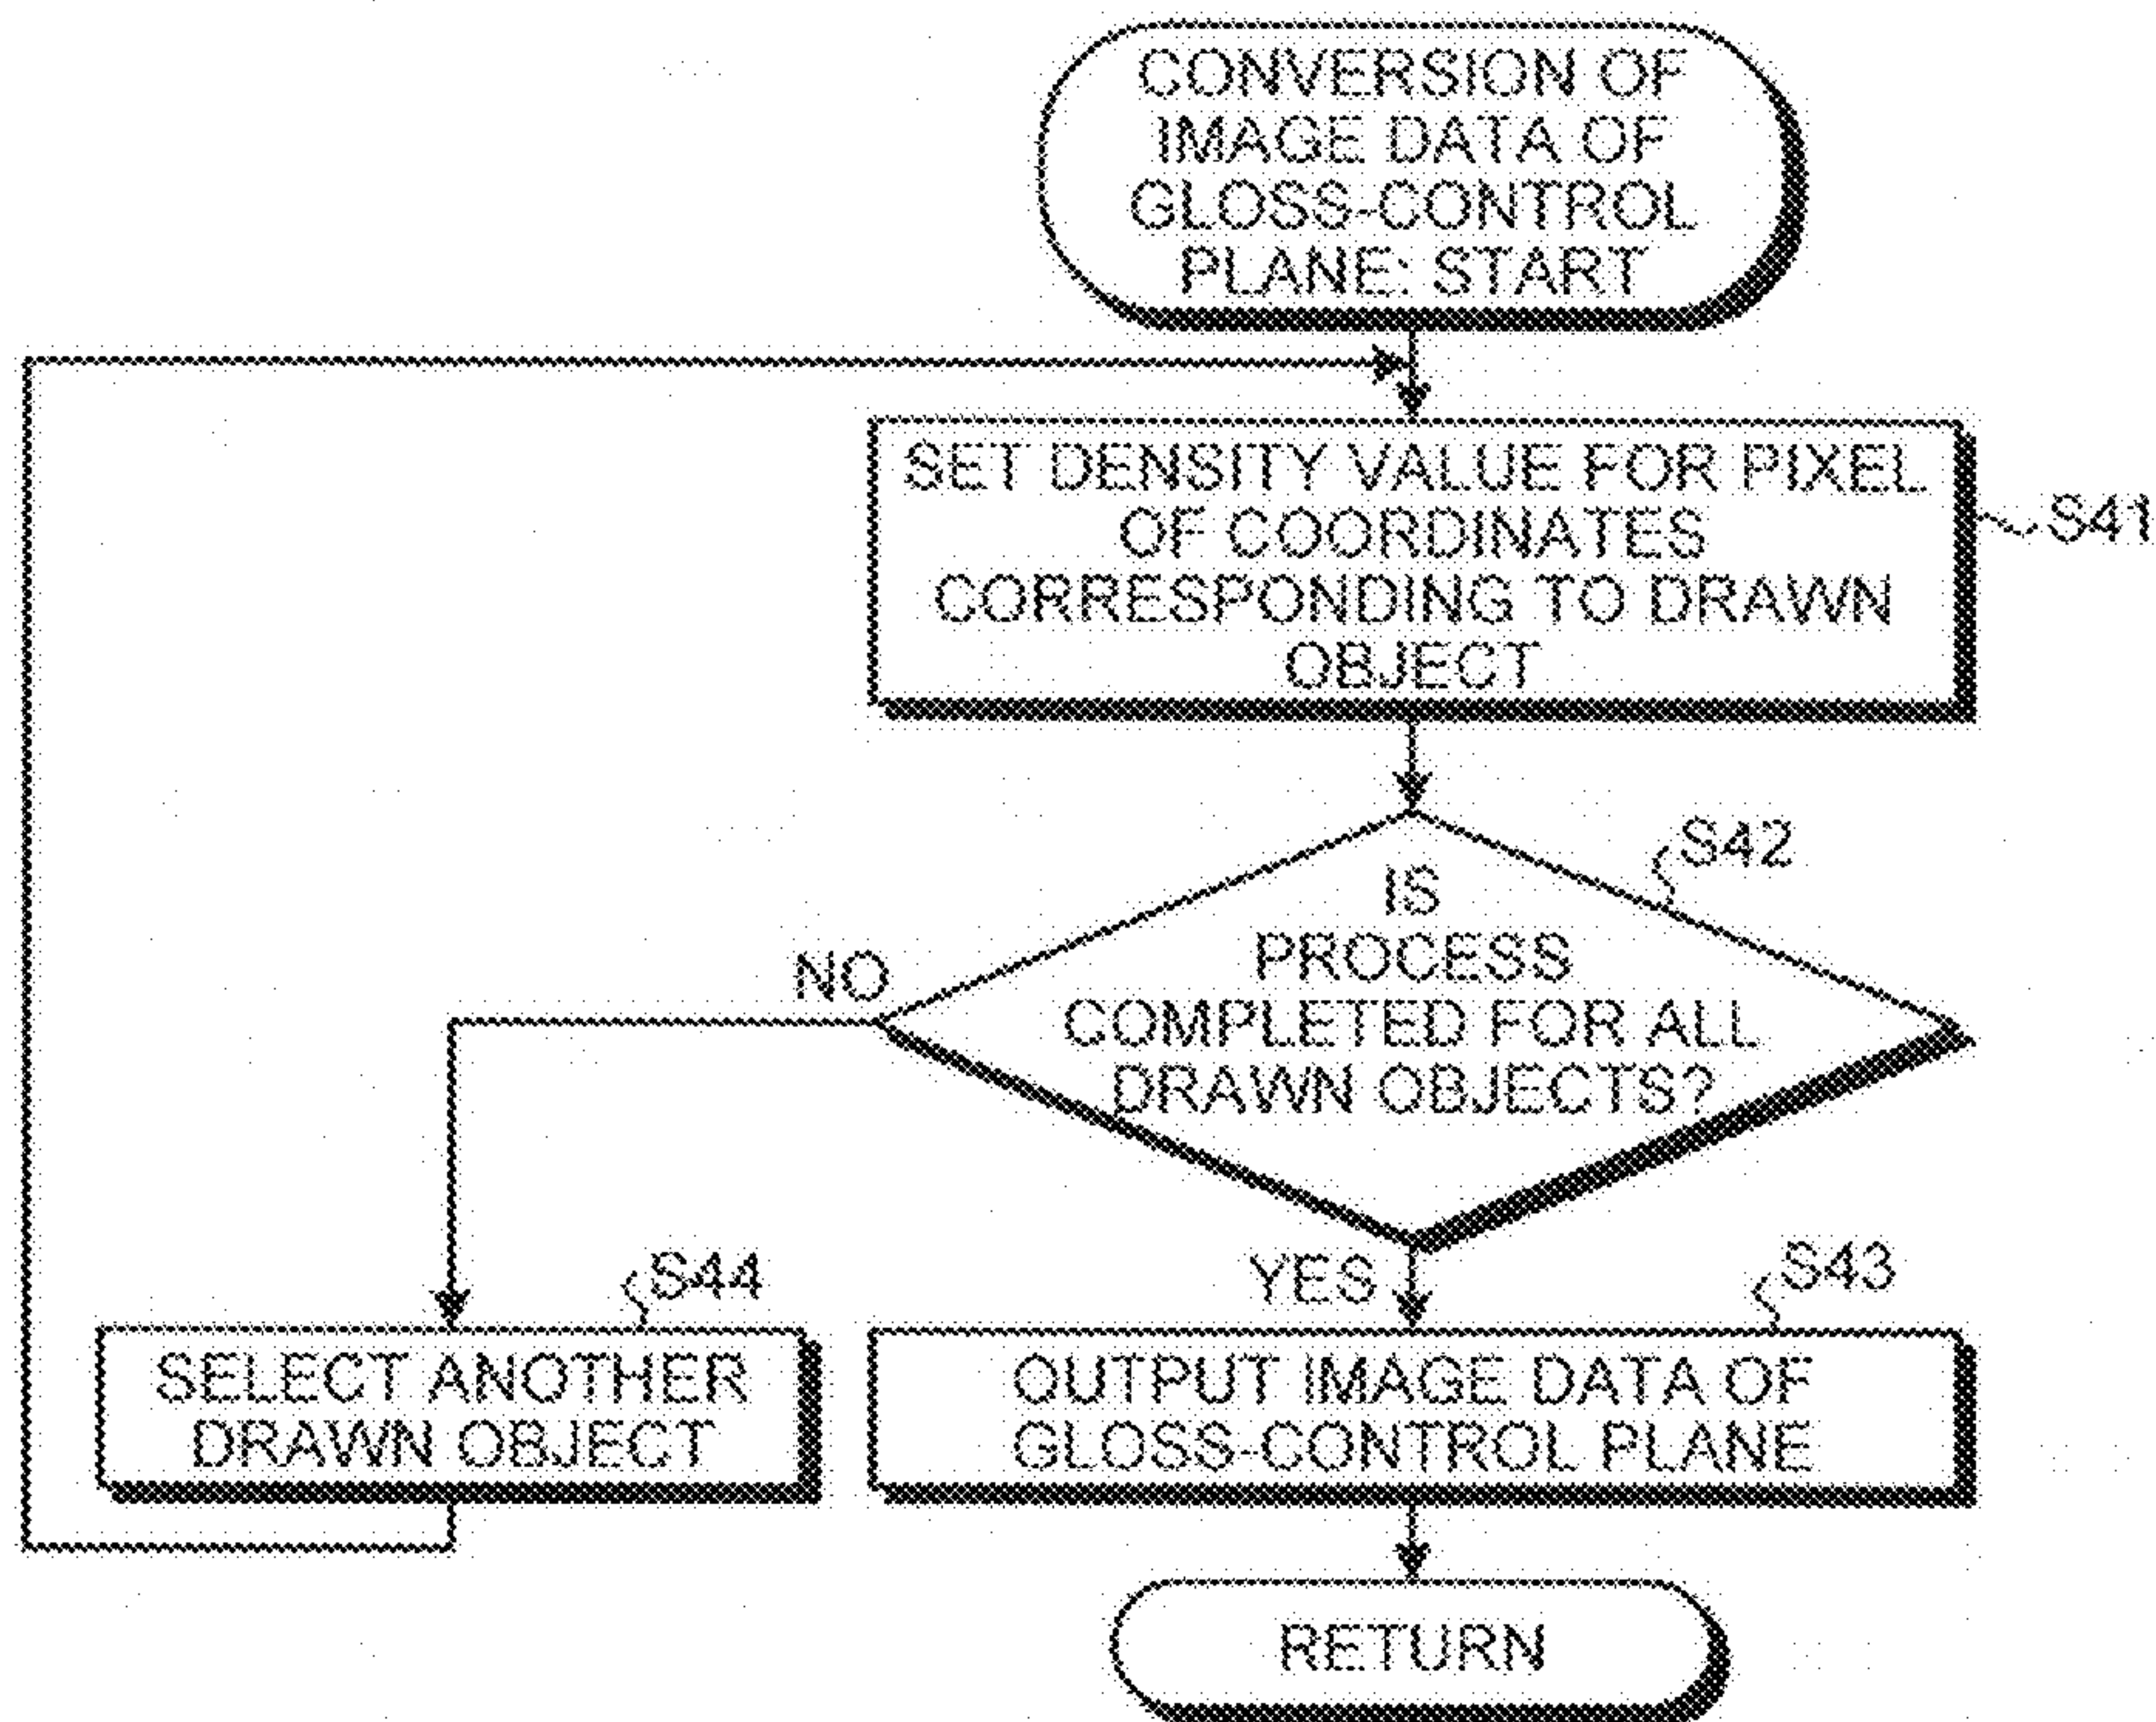 CONVERSION OF
IMAGE DATA OF
GLOSS-CONTROL
PLANE: START
SET DENSITY VALUE FOR PIXEL
OF COORDINATES
CORRESPONDING TO DRAWN
OBJECT
S41
S42
IS
PROCESS
COMPLETED FOR ALL
DRAWN OBJECTS?
NO
YES
S44
SELECT ANOTHER
DRAWN OBJECT
S43
OUTPUT IMAGE DATA OF
GLOSS-CONTROL PLANE
RETURN